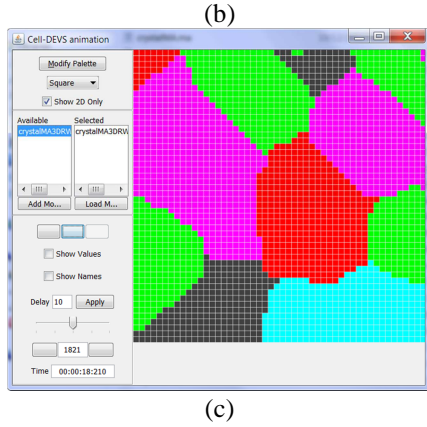 (b)
Cell-DEVS animation
Modify Palette
Square
Show 2D Only
Available Selected
crystalMA3DRW crystalMA3DRW
Add Mo... Load M...
Show Values
Show Names
Delay 10 Apply
1821
Time 00:00:18:210
(c)